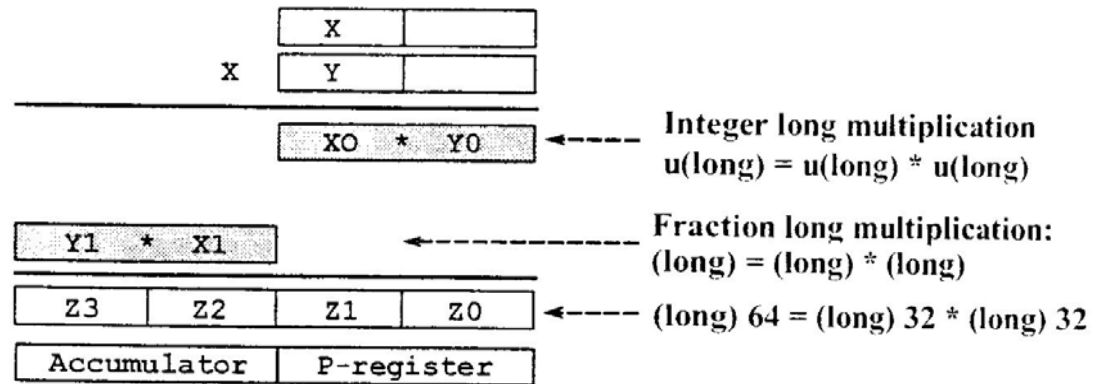 X
X Y
XO * Y0
Integer long multiplication
u(long) = u(long) * u(long)
Y1 * X1
Fraction long multiplication:
(long) = (long) * (long)
Z3 Z2 Z1 Z0
(long) 64 = (long) 32 * (long) 32
Accumulator P-register